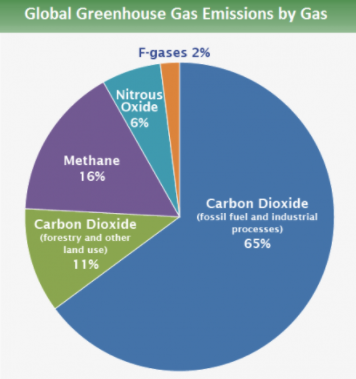 Global Greenhouse Gas Emissions by Gas
F-gases 2%
Nitrous
Oxide
6%
Methane
16%
Carbon Dioxide
(fossil fuel and industrial
processes)
65%
Carbon Dioxide
(forestry and other
land use)
11%